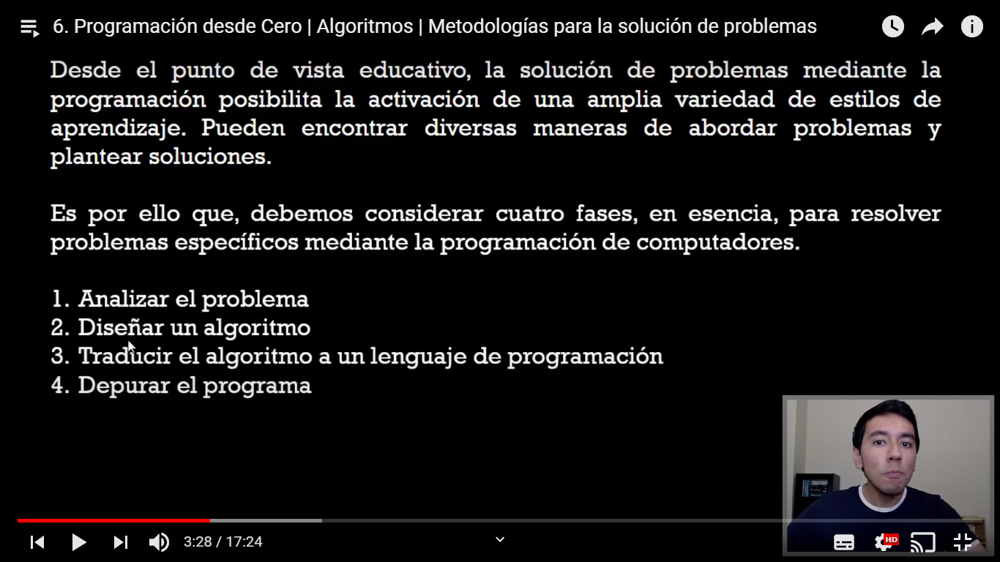 6. Programación desde Cero | Algoritmos | Metodologías para la solución de problemas
Desde el punto de vista educativo, la solución de problemas mediante la
programación posibilita la activación de una amplia variedad de estilos de
aprendizaje. Pueden encontrar diversas maneras de abordar problemas y
plantear soluciones.
Es por ello que, debemos considerar cuatro fases, en esencia, para resolver
problemas específicos mediante la programación de computadores.
1. Analizar el problema
2. Diseñar un algoritmo
3. Traducir el algoritmo a un lenguaje de programación
4. Depurar el programa
3:28 / 17:24
HD